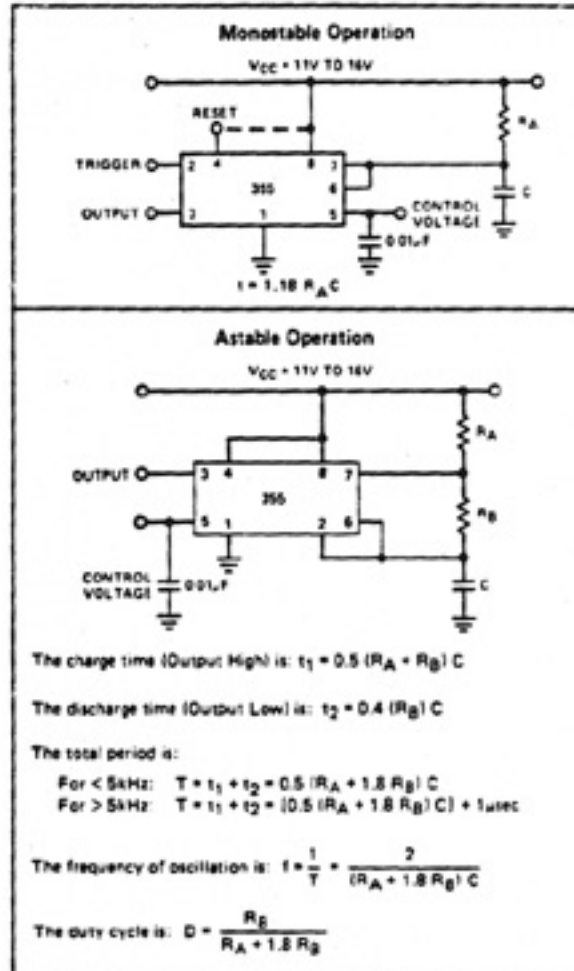 Monostable Operation
VCC = 11V TO 16V
RESET
RA
TRIGGER 2 4 8 7
355 6 C
OUTPUT 3 1 5 CONTROL VOLTAGE
0.01µF
t = 1.18 RAC
Astable Operation
VCC = 11V TO 16V
RA
OUTPUT 3 4 8 7
355
RB
5 1 2 6
CONTROL VOLTAGE 0.01µF
C
The charge time (Output High) is: t1 = 0.5 (RA + RB) C
The discharge time (Output Low) is: t2 = 0.4 (RB) C
The total period is:
For < 5kHz: T = t1 + t2 = 0.5 (RA + 1.8 RB) C
For > 5kHz: T = t1 + t2 = [0.5 (RA + 1.8 RB) C] + 1µsec
The frequency of oscillation is: f = 1/T = 2/(RA + 1.8 RB) C
The duty cycle is: D = RB/RA + 1.8 RB